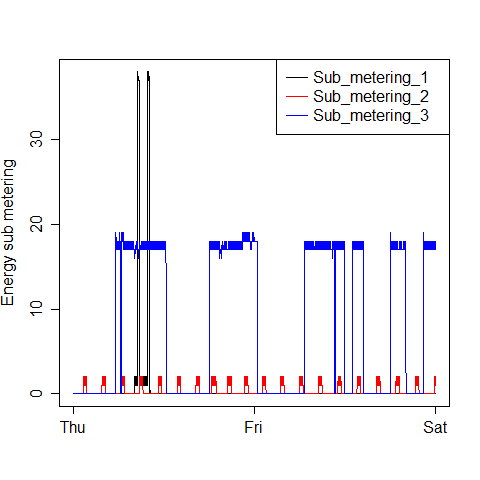 Sub_metering_1
Sub_metering_2
Sub_metering_3
Energy sub metering
30
20
10
0
Thu Fri Sat